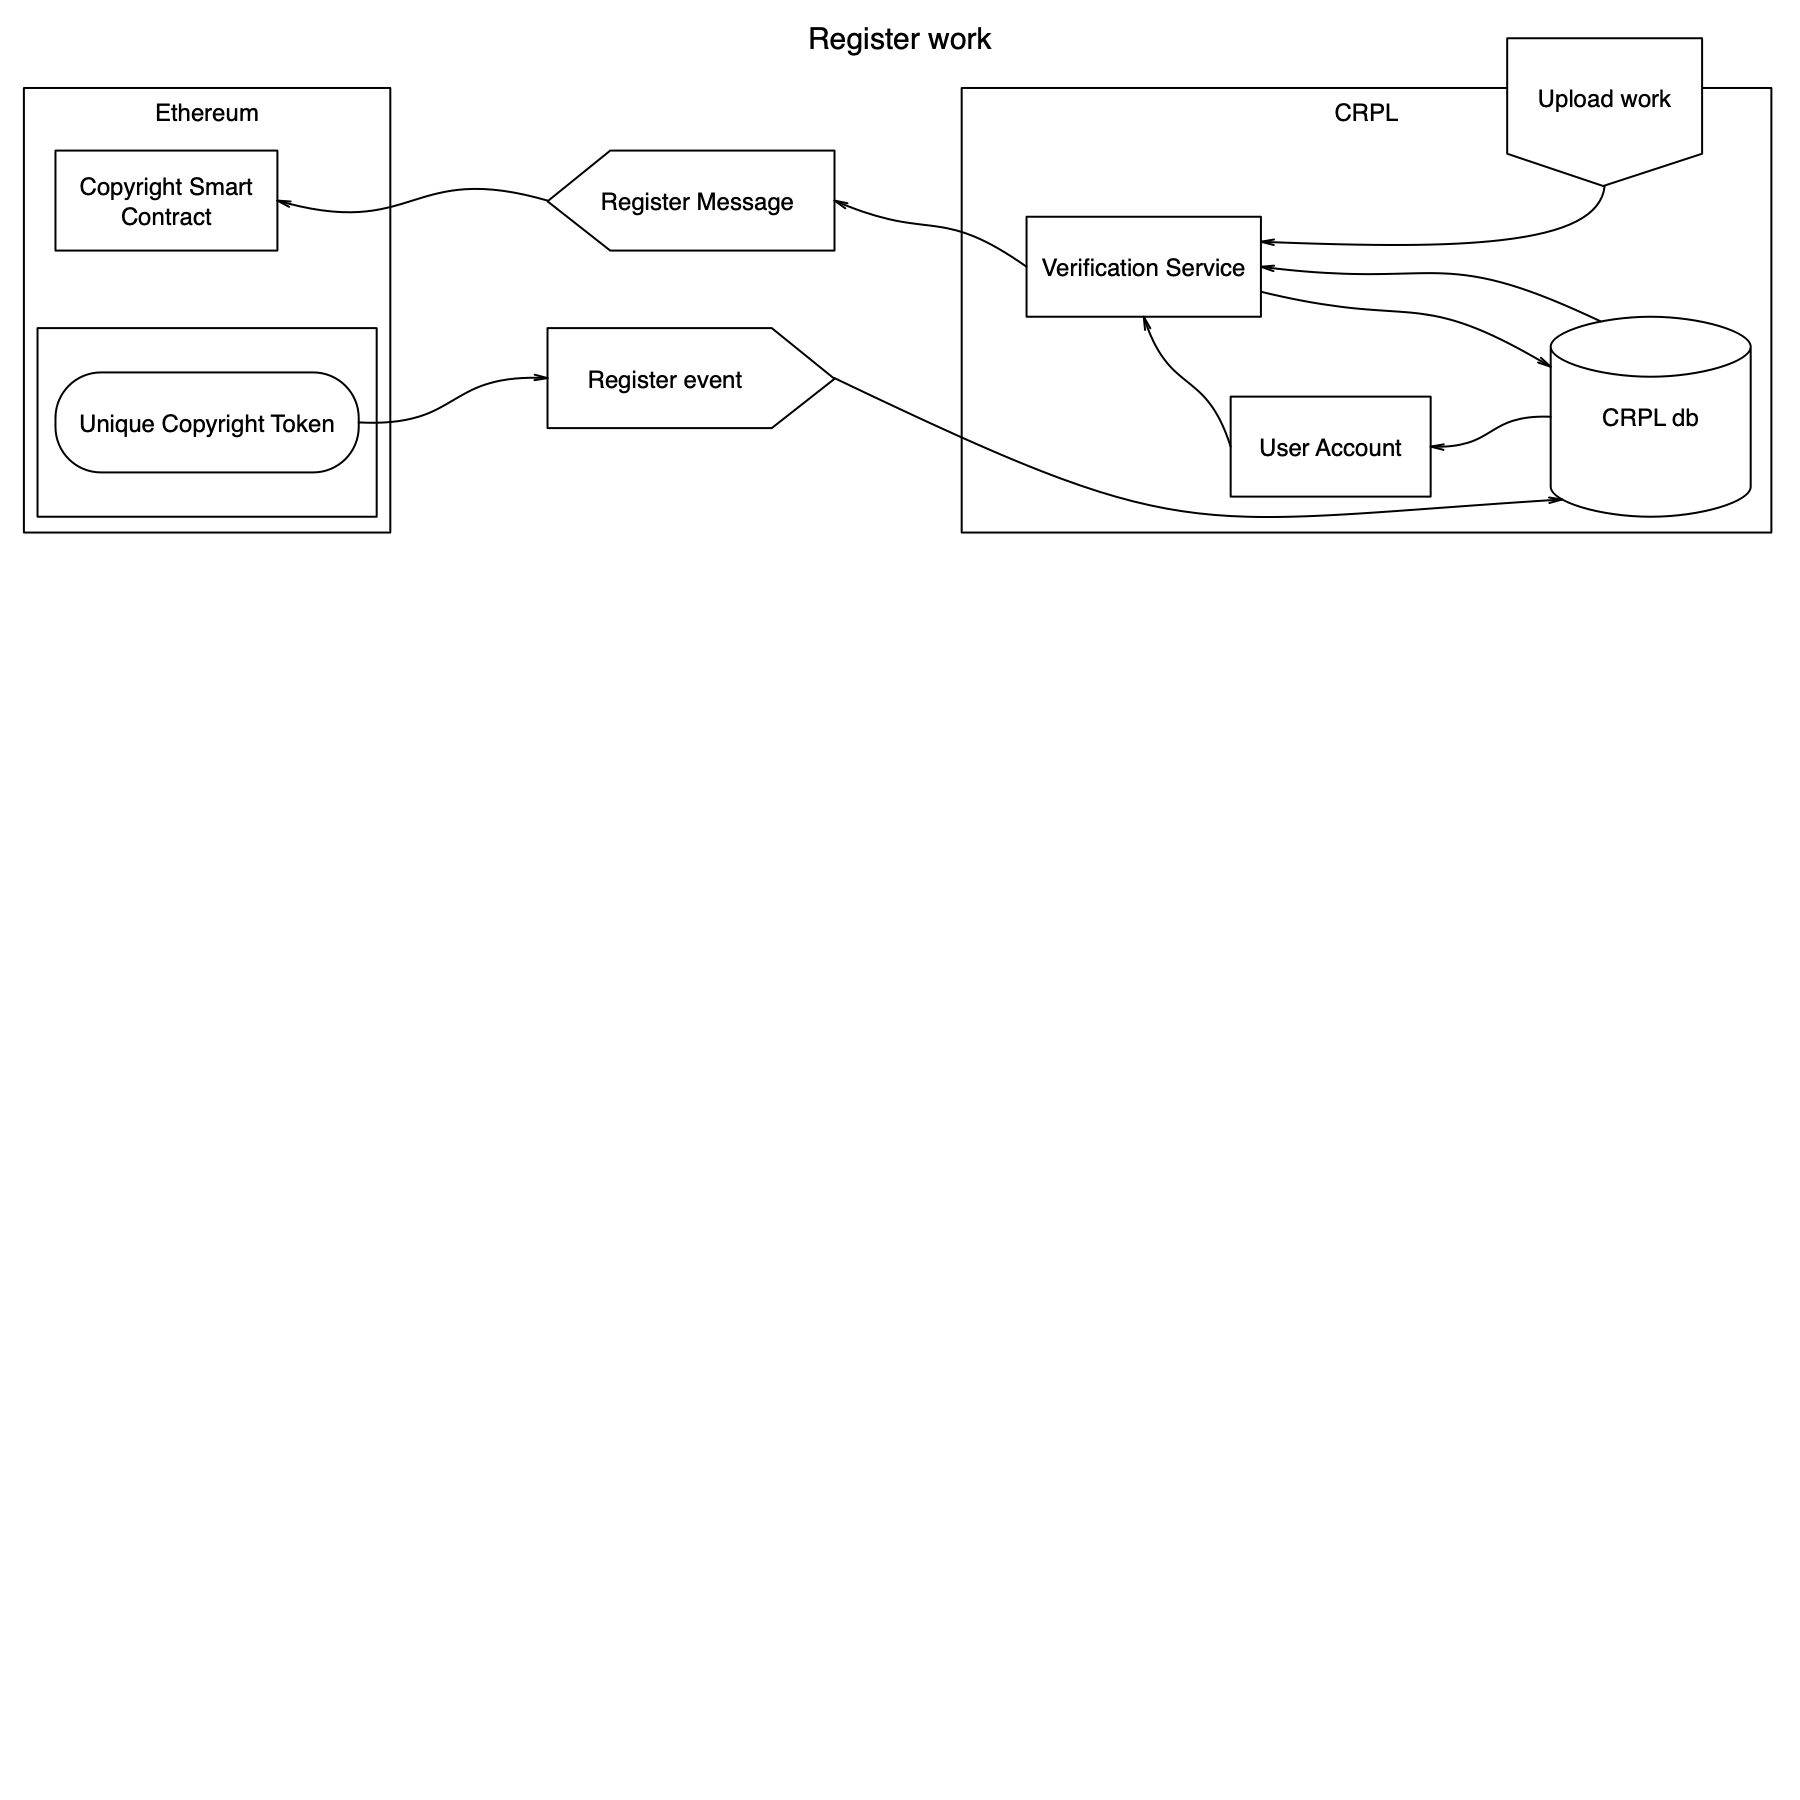 Register work
Ethereum
Copyright Smart
Contract
Unique Copyright Token
Register Message
Register event
CRPL
Upload work
Verification Service
User Account
CRPL db